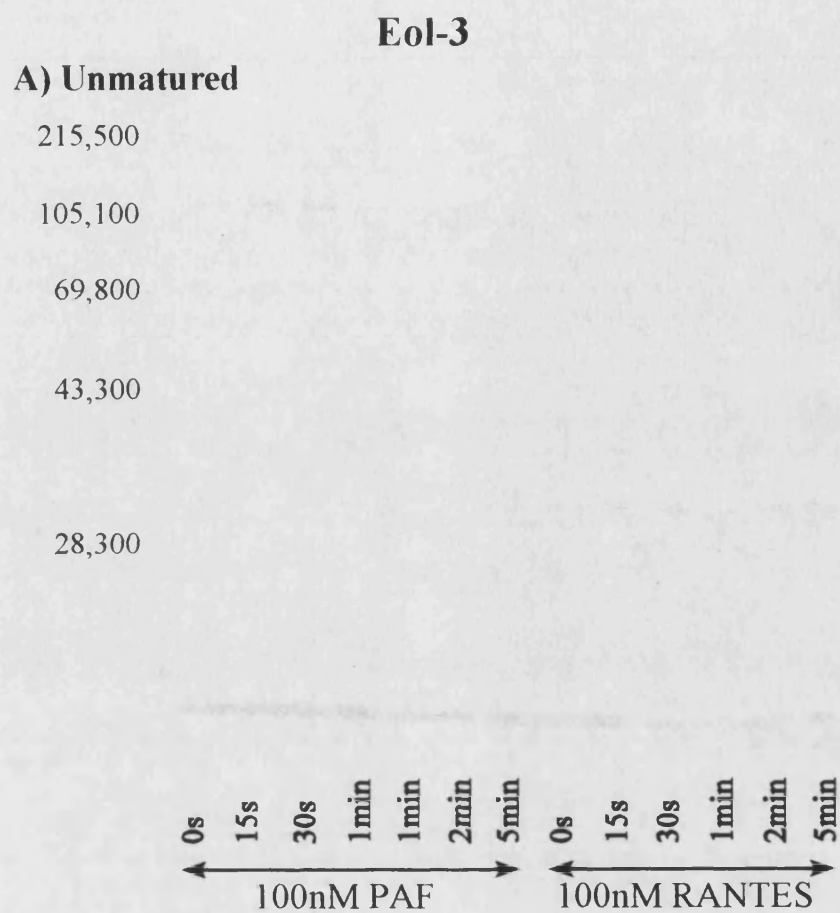 Eol-3
A) Unmatured
215,500
105,100
69,800
43,300
28,300
0s 15s 30s 1min 1min 2min 5min 0s 15s 30s 1min 2min 5min
100nM PAF 100nM RANTES